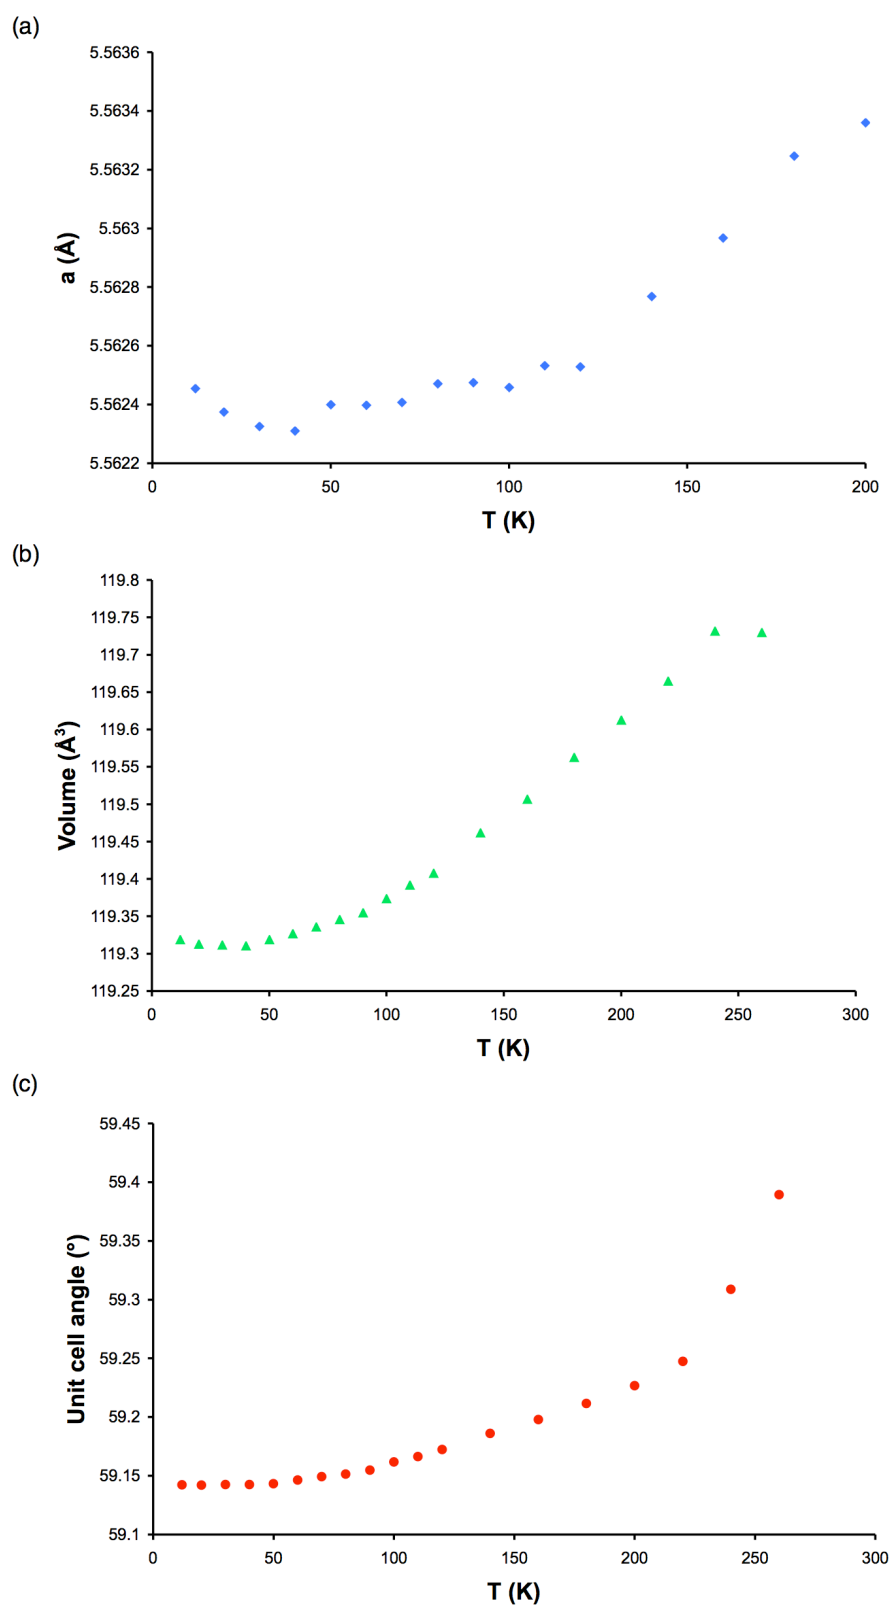 (a)
5.5636
5.5634
5.5632
5.563
5.5628
5.5626
5.5624
5.5622
a (Å)
0 50 100 150 200
T (K)
(b)
119.8
119.75
119.7
119.65
119.6
119.55
119.5
119.45
119.4
119.35
119.3
119.25
Volume (Å³)
0 50 100 150 200 250 300
T (K)
(c)
59.45
59.4
59.35
59.3
59.25
59.2
59.15
59.1
Unit cell angle (°)
0 50 100 150 200 250 300
T (K)